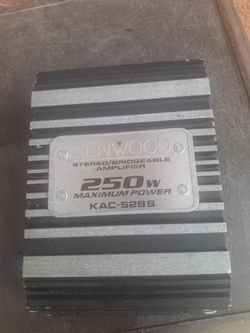 KENWOOD
STEREO/BRIDGEABLE
AMPLIFIER
250W
MAXIMUM POWER
KAC-529S